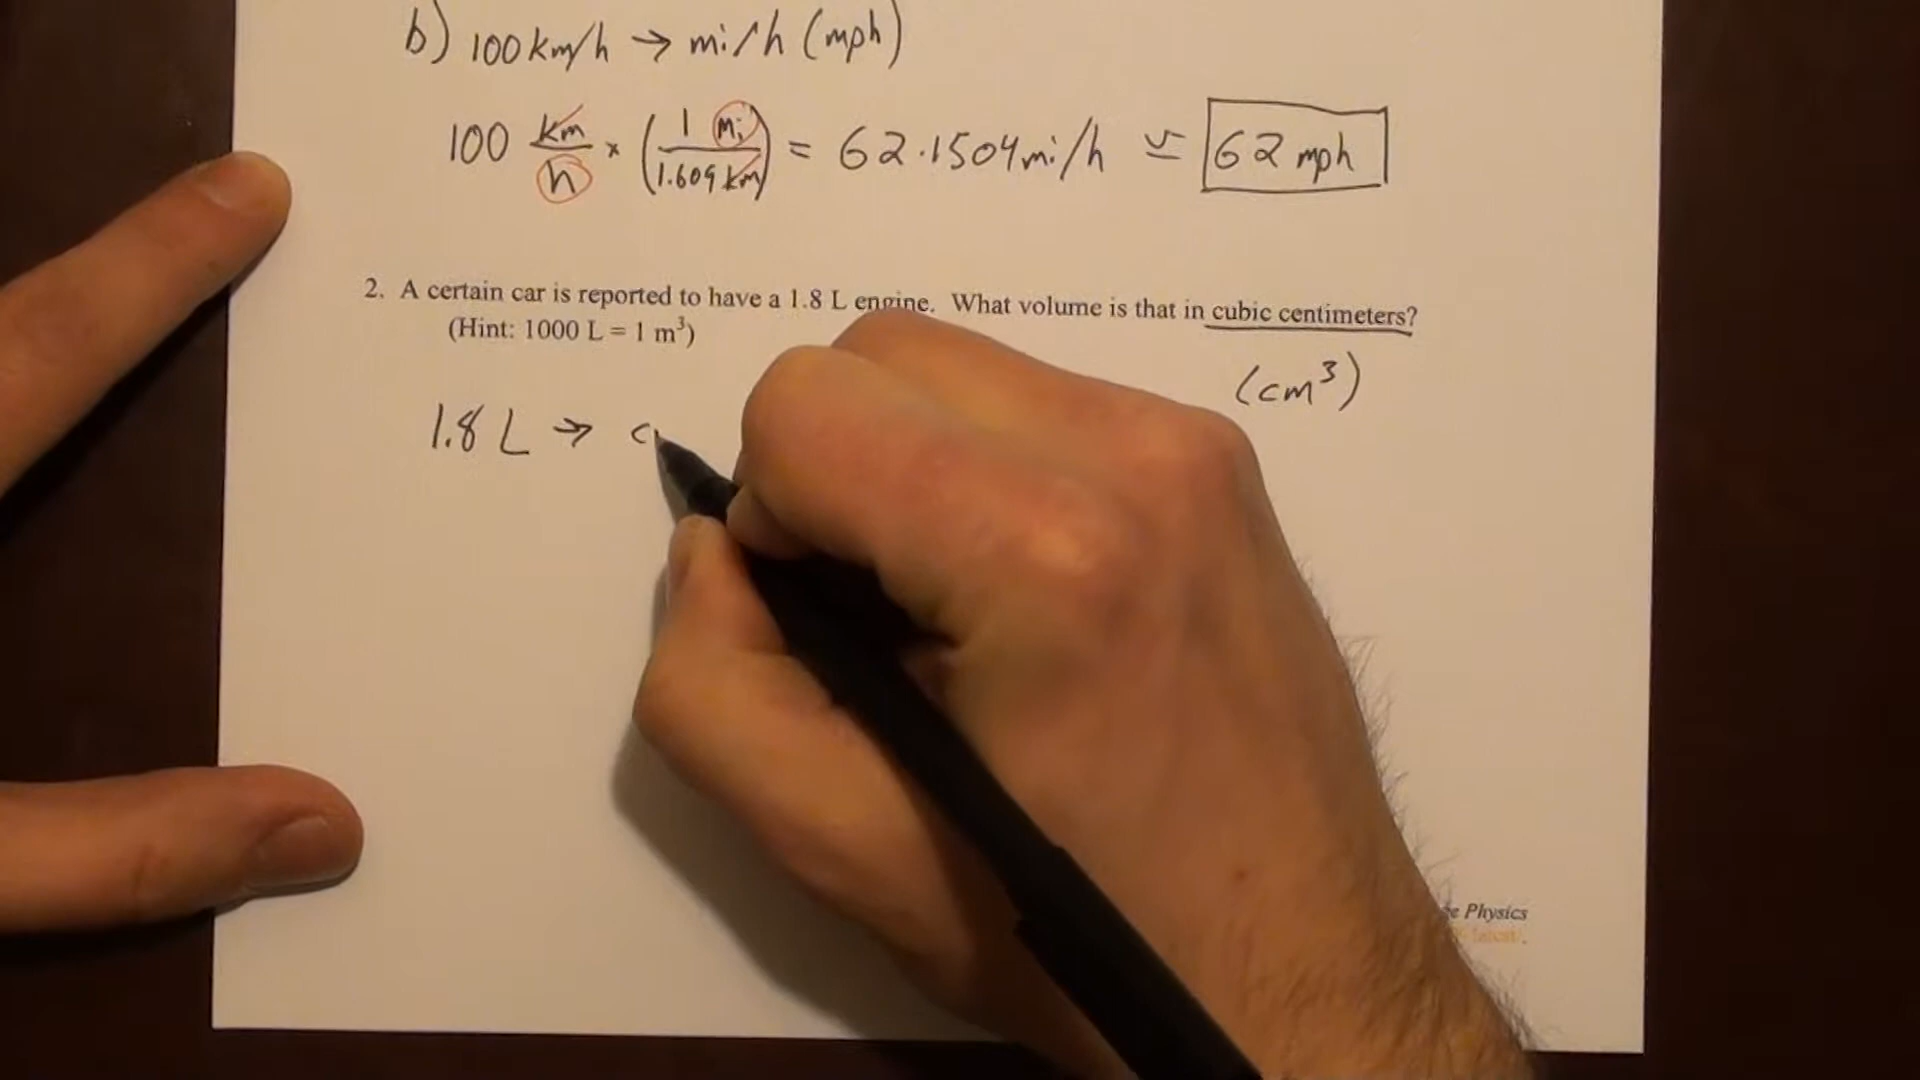 b) 100 km/h → mi/h (mph)
100 km/h × (1 mi/1.609 km) = 62.1504 mi/h ≃ 62 mph
2. A certain car is reported to have a 1.8 L engine. What volume is that in cubic centimeters?
(Hint: 1000 L = 1 m³)
(cm³)
1.8 L → c
Physics